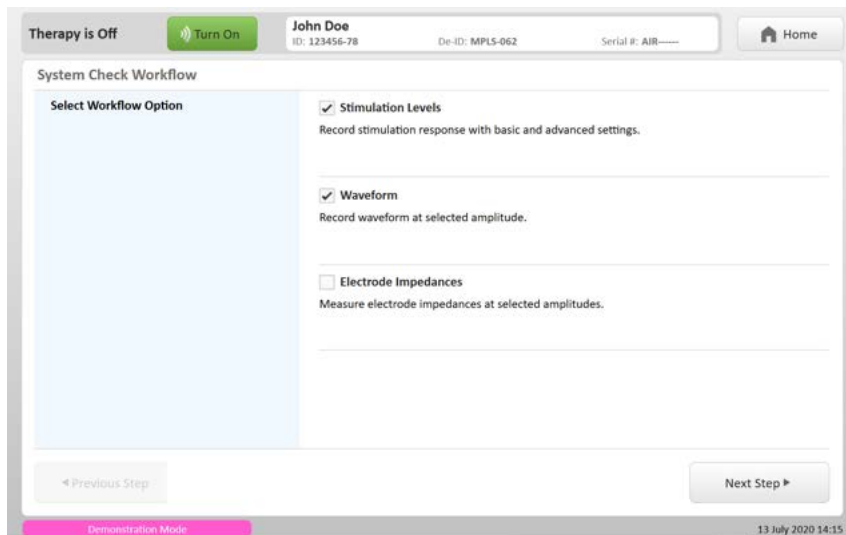 Therapy is Off
Turn On
John Doe
ID: 123456-78 De-ID: MPLS-062 Serial #: AIR------
Home
System Check Workflow
Select Workflow Option
Stimulation Levels
Record stimulation response with basic and advanced settings.
Waveform
Record waveform at selected amplitude.
Electrode Impedances
Measure electrode impedances at selected amplitudes.
Previous Step
Next Step
Demonstration Mode
13 July 2020 14:15